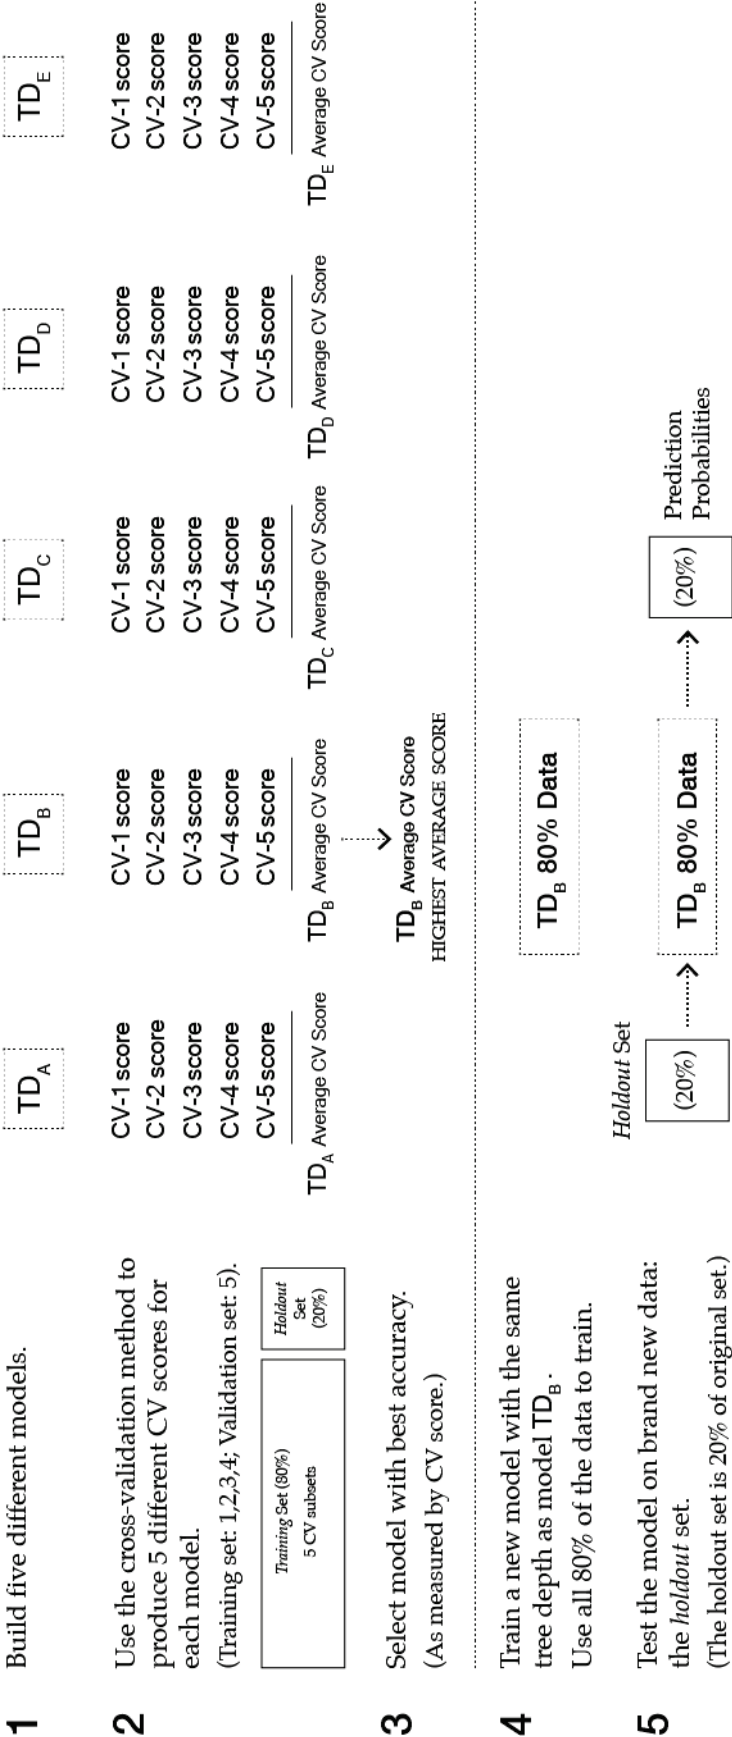 1 Build five different models.
TD_A TD_B TD_C TD_D TD_E
2 Use the cross-validation method to
produce 5 different CV scores for
each model.
(Training set: 1,2,3,4; Validation set: 5).
Training Set (80%)
5 CV subsets
Holdout
Set
(20%)
CV-1 score
CV-2 score
CV-3 score
CV-4 score
CV-5 score
TD_A Average CV Score
CV-1 score
CV-2 score
CV-3 score
CV-4 score
CV-5 score
TD_B Average CV Score
CV-1 score
CV-2 score
CV-3 score
CV-4 score
CV-5 score
TD_C Average CV Score
CV-1 score
CV-2 score
CV-3 score
CV-4 score
CV-5 score
TD_D Average CV Score
CV-1 score
CV-2 score
CV-3 score
CV-4 score
CV-5 score
TD_E Average CV Score
3 Select model with best accuracy.
(As measured by CV score.)
TD_B Average CV Score
HIGHEST AVERAGE SCORE
4 Train a new model with the same
tree depth as model TD_B.
Use all 80% of the data to train.
TD_B 80% Data
5 Test the model on brand new data:
the holdout set.
(The holdout set is 20% of original set.)
Holdout Set
(20%)
TD_B 80% Data
(20%)
Prediction
Probabilities